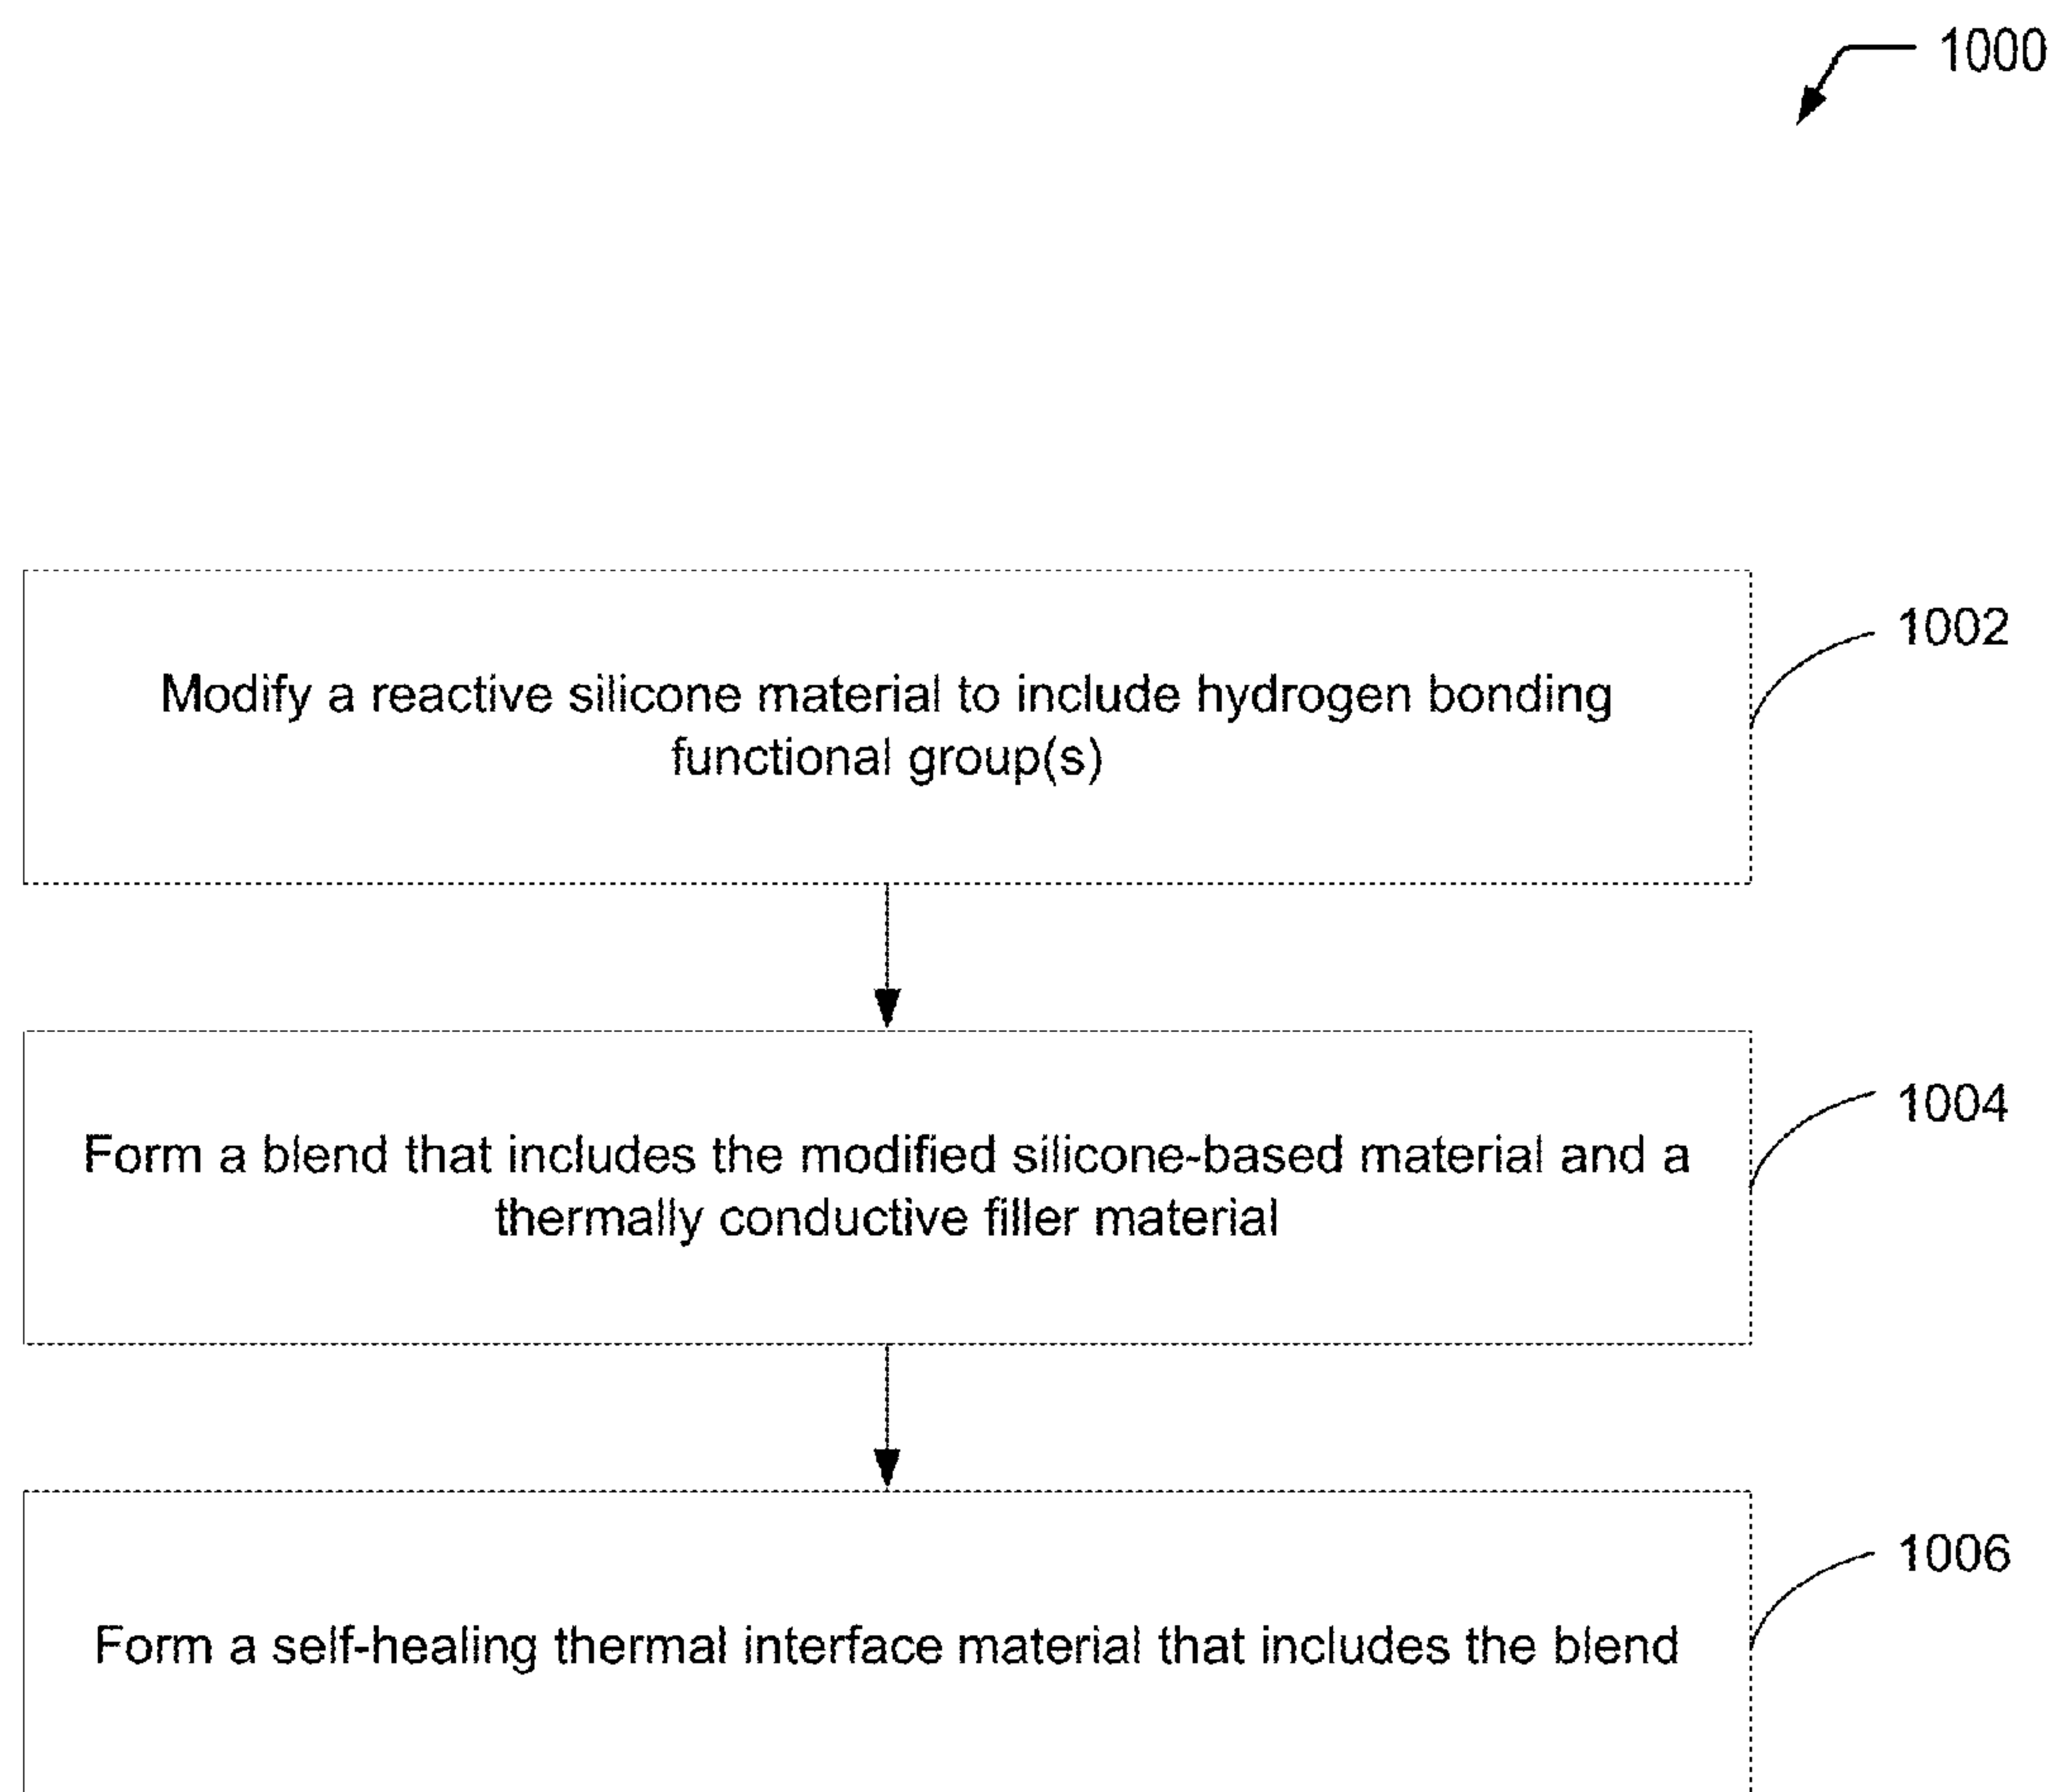 1000
1002
Modify a reactive silicone material to include hydrogen bonding
functional group(s)
1004
Form a blend that includes the modified silicone-based material and a
thermally conductive filler material
1006
Form a self-healing thermal interface material that includes the blend